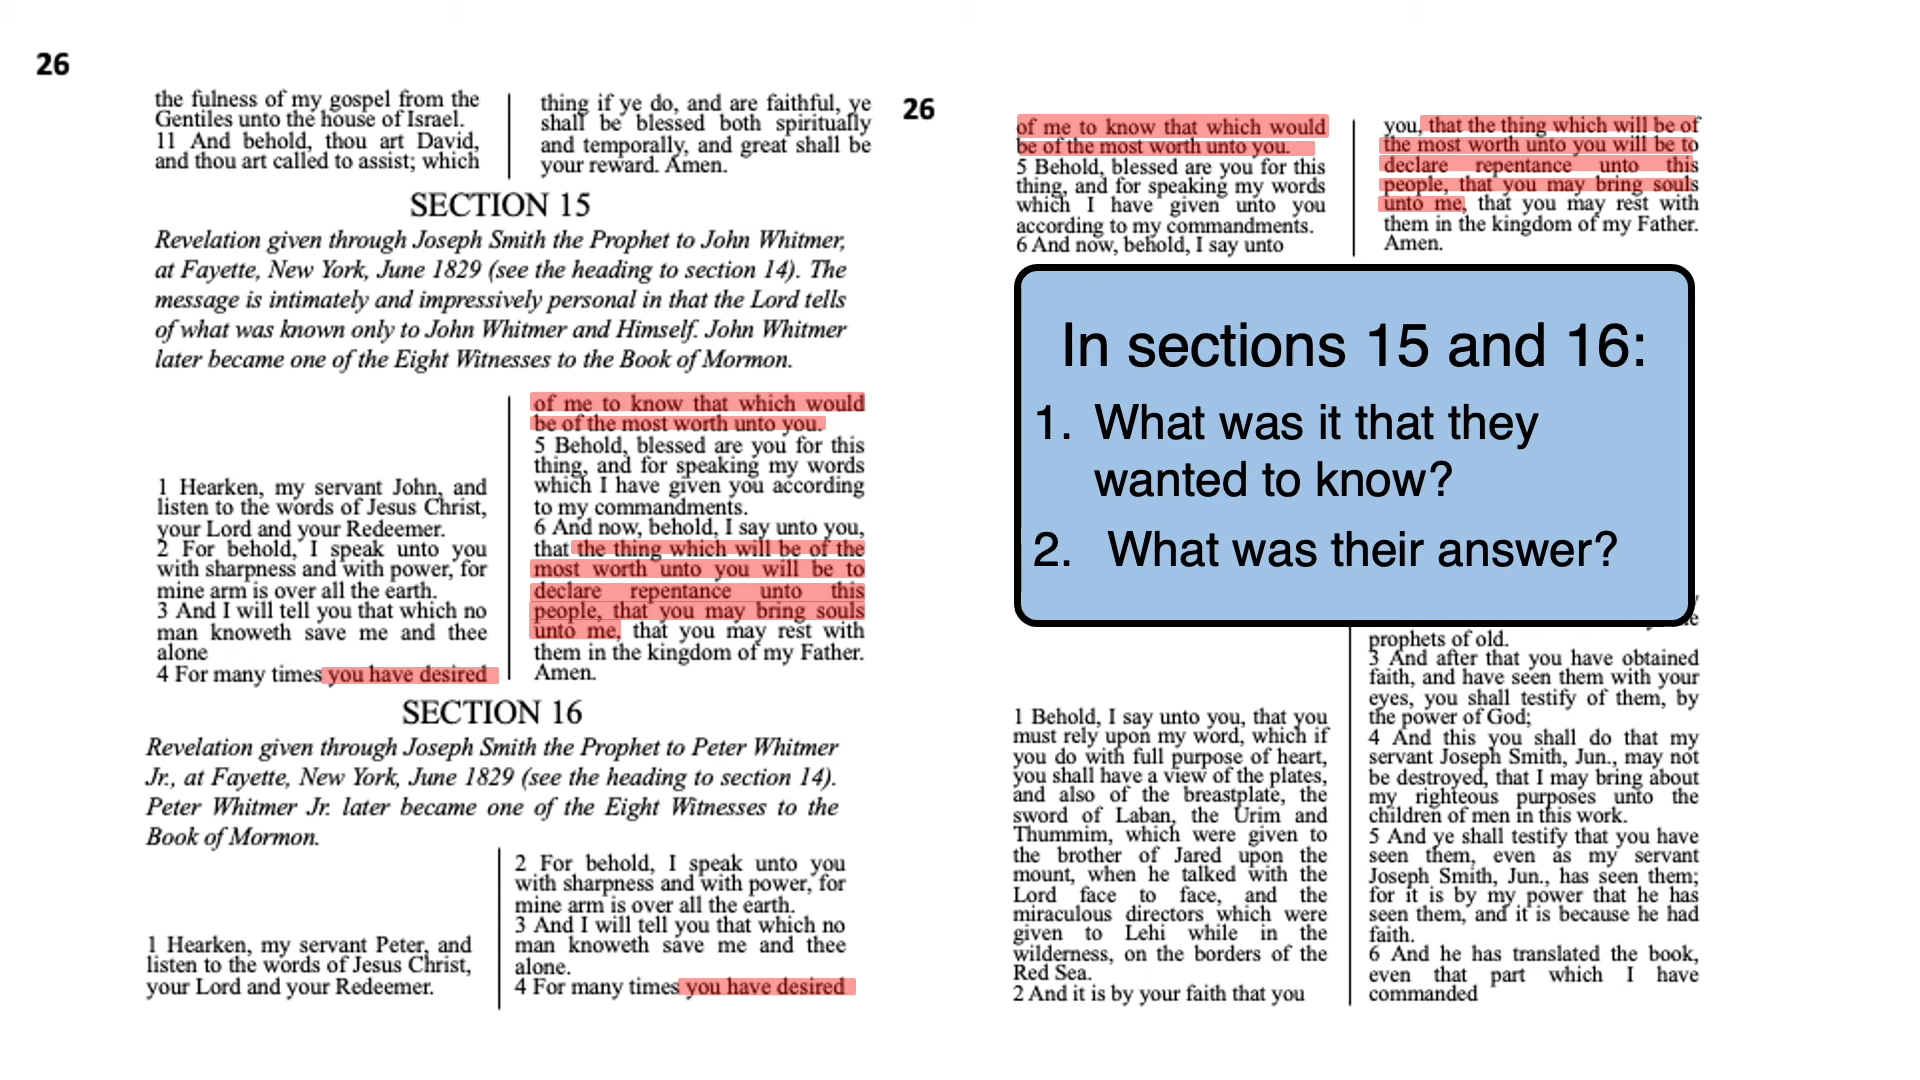 26
the fulness of my gospel from the
Gentiles unto the house of Israel.
11 And behold, thou art David,
and thou art called to assist; which
thing if ye do, and are faithful, ye
shall be blessed both spiritually
and temporally, and great shall be
your reward. Amen.
SECTION 15
Revelation given through Joseph Smith the Prophet to John Whitmer,
at Fayette, New York, June 1829 (see the heading to section 14). The
message is intimately and impressively personal in that the Lord tells
of what was known only to John Whitmer and Himself. John Whitmer
later became one of the Eight Witnesses to the Book of Mormon.
1 Hearken, my servant John, and
listen to the words of Jesus Christ,
your Lord and your Redeemer.
2 For behold, I speak unto you
with sharpness and with power, for
mine arm is over all the earth.
3 And I will tell you that which no
man knoweth save me and thee
alone
4 For many times you have desired
of me to know that which would
be of the most worth unto you.
5 Behold, blessed are you for this
thing, and for speaking my words
which I have given you according
to my commandments.
6 And now, behold, I say unto you,
that the thing which will be of the
most worth unto you will be to
declare repentance unto this
people, that you may bring souls
unto me, that you may rest with
them in the kingdom of my Father.
Amen.
SECTION 16
Revelation given through Joseph Smith the Prophet to Peter Whitmer
Jr., at Fayette, New York, June 1829 (see the heading to section 14).
Peter Whitmer Jr. later became one of the Eight Witnesses to the
Book of Mormon.
1 Hearken, my servant Peter, and
listen to the words of Jesus Christ,
your Lord and your Redeemer.
2 For behold, I speak unto you
with sharpness and with power, for
mine arm is over all the earth.
3 And I will tell you that which no
man knoweth save me and thee
alone.
4 For many times you have desired
26
of me to know that which would
be of the most worth unto you.
5 Behold, blessed are you for this
thing, and for speaking my words
which I have given unto you
according to my commandments.
6 And now, behold, I say unto
you, that the thing which will be of
the most worth unto you will be to
declare repentance unto this
people, that you may bring souls
unto me, that you may rest with
them in the kingdom of my Father.
Amen.
In sections 15 and 16:
1. What was it that they
wanted to know?
2. What was their answer?
1 Behold, I say unto you, that you
must rely upon my word, which if
you do with full purpose of heart,
you shall have a view of the plates,
and also of the breastplate, the
sword of Laban, the Urim and
Thummim, which were given to
the brother of Jared upon the
mount, when he talked with the
Lord face to face, and the
miraculous directors which were
given to Lehi while in the
wilderness, on the borders of the
Red Sea.
2 And it is by your faith that you
prophets of old.
3 And after that you have obtained
faith, and have seen them with your
eyes, you shall testify of them, by
the power of God;
4 And this you shall do that my
servant Joseph Smith, Jun., may not
be destroyed, that I may bring about
my righteous purposes unto the
children of men in this work.
5 And ye shall testify that you have
seen them, even as my servant
Joseph Smith, Jun., has seen them;
for it is by my power that he has
seen them, and it is because he had
faith.
6 And he has translated the book,
even that part which I have
commanded